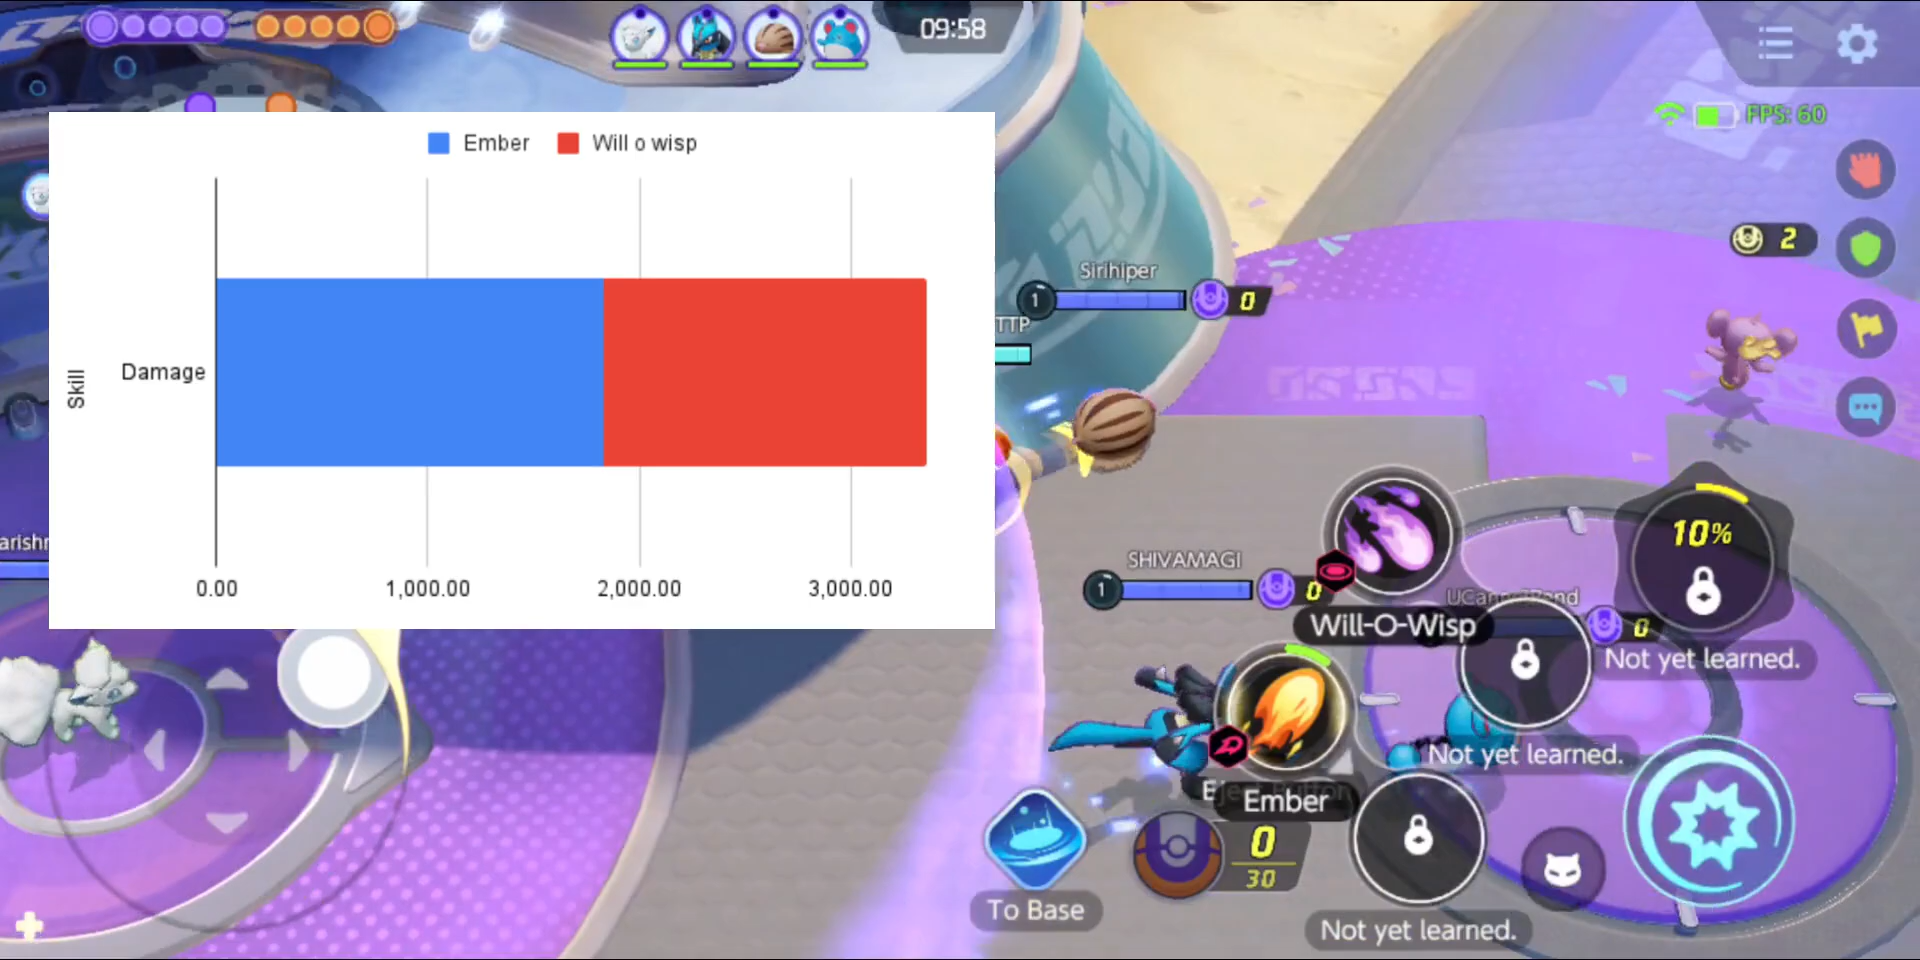 09:58
FPS: 60
2
Ember
Will o wisp
Skill
Damage
0.00
1,000.00
2,000.00
3,000.00
Sirihiper
1
0
TTP
SHIVAMAGI
1
0
10%
Will-O-Wisp
0
Not yet learned.
Not yet learned.
Ember
0
30
To Base
Not yet learned.